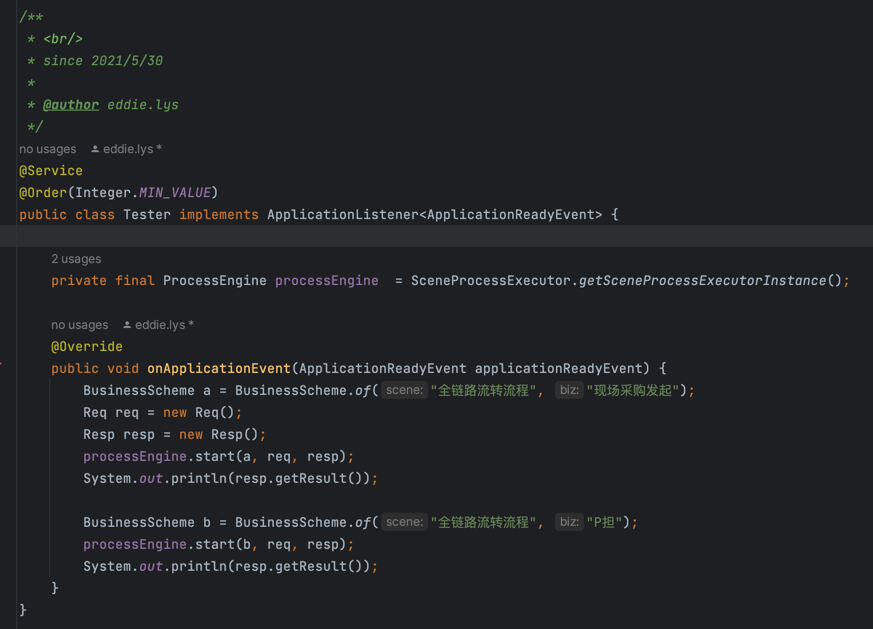 /**
 * <br/>
 * since 2021/5/30
 *
 * @author eddie.lys
 */
no usages eddie.lys *
@Service
@Order(Integer.MIN_VALUE)
public class Tester implements ApplicationListener<ApplicationReadyEvent> {
2 usages
private final ProcessEngine processEngine = SceneProcessExecutor.getSceneProcessExecutorInstance();
no usages eddie.lys *
@Override
public void onApplicationEvent(ApplicationReadyEvent applicationReadyEvent) {
BusinessScheme a = BusinessScheme.of( scene: "全链路流转流程", biz: "现场采购发起");
Req req = new Req();
Resp resp = new Resp();
processEngine.start(a, req, resp);
System.out.println(resp.getResult());
BusinessScheme b = BusinessScheme.of( scene: "全链路流转流程", biz: "P担");
processEngine.start(b, req, resp);
System.out.println(resp.getResult());
}
}